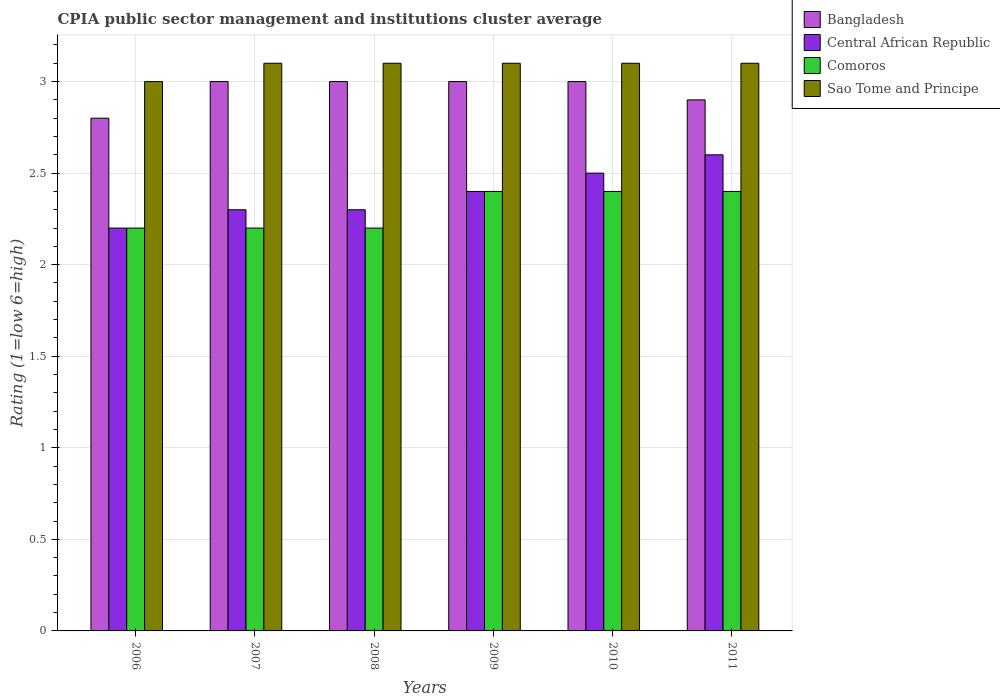 CPIA public sector management and institutions cluster average
Bangladesh
Central African Republic
Comoros
Sao Tome and Principe
Rating (1=low 6=high)
3
2.5
2
1.5
1
0.5
0
2006
2007
2008
2009
2010
2011
Years